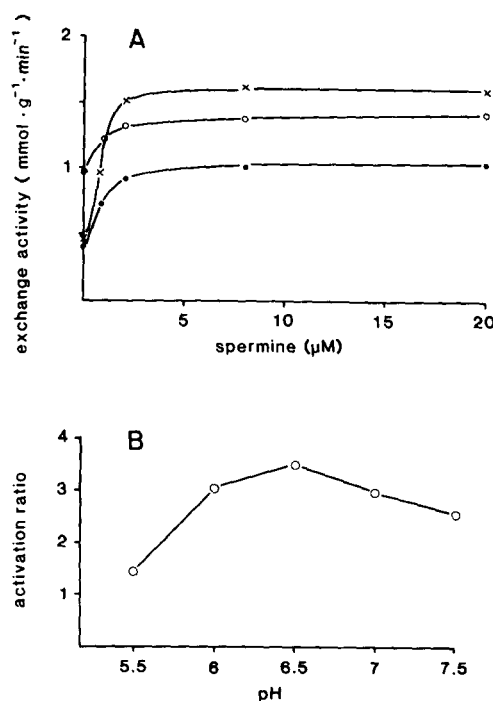 A
2
1
exchange activity ( mmol · g⁻¹ · min⁻¹ )
5
10
15
20
spermine (µM)
B
4
3
2
1
activation ratio
5.5
6
6.5
7
7.5
pH